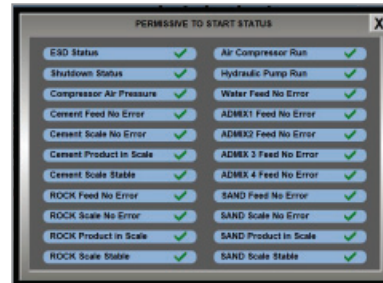 PERMISSIVE TO START STATUS
X
ESD Status
Shutdown Status
Compressor Air Pressure
Cement Feed No Error
Cement Scale No Error
Cement Product in Scale
Cement Scale Stable
ROCK Feed No Error
ROCK Scale No Error
ROCK Product in Scale
ROCK Scale Stable
Air Compressor Run
Hydraulic Pump Run
Water Feed No Error
ADMIX1 Feed No Error
ADMIX2 Feed No Error
ADMIX 3 Feed No Error
ADMIX 4 Feed No Error
SAND Feed No Error
SAND Scale No Error
SAND Product in Scale
SAND Scale Stable